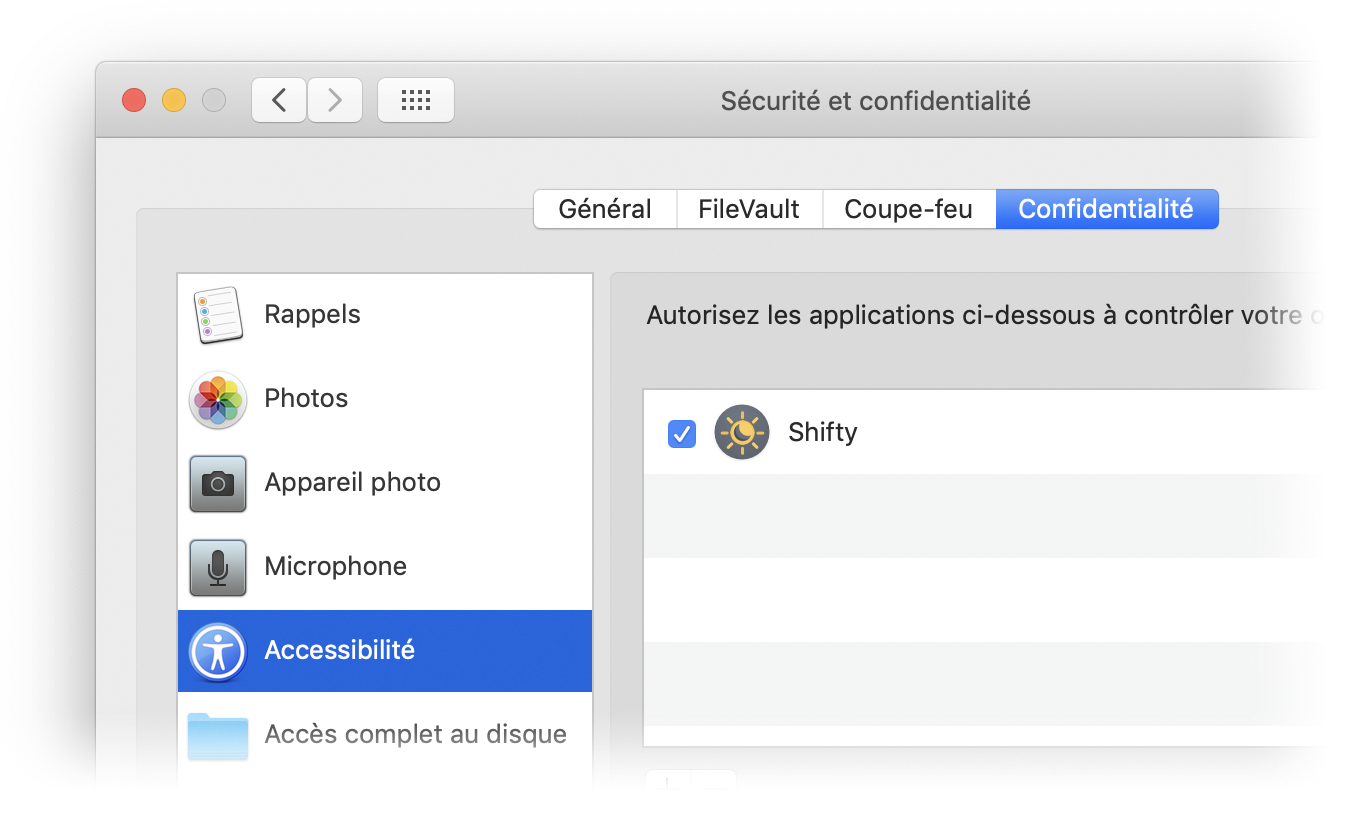 Sécurité et confidentialité
Général
FileVault
Coupe-feu
Confidentialité
Rappels
Photos
Appareil photo
Microphone
Accessibilité
Accès complet au disque
Autorisez les applications ci-dessous à contrôler votre
Shifty